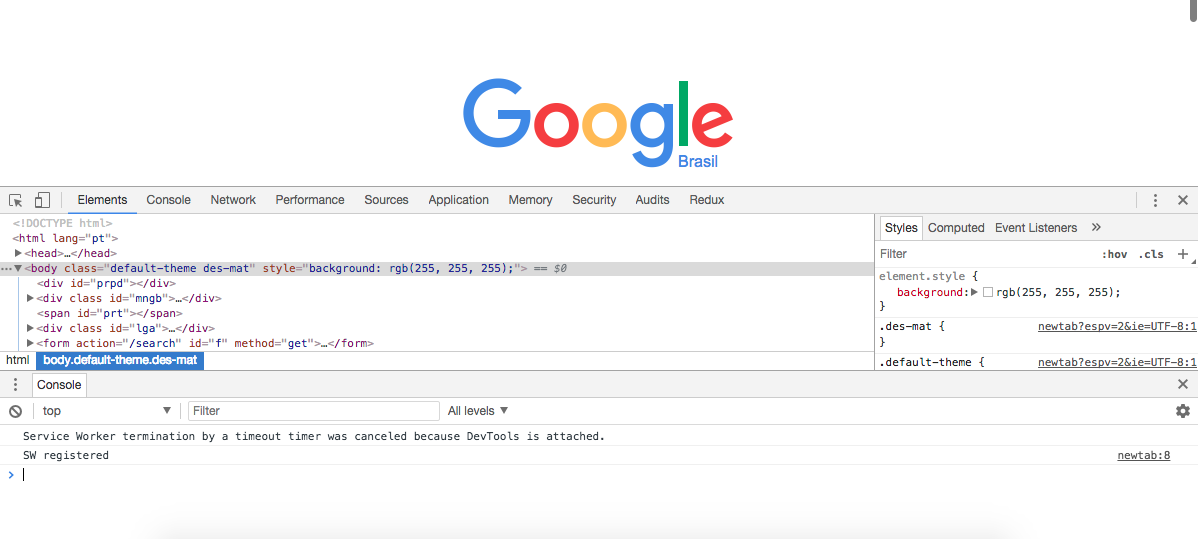 Google
Brasil
Elements Console Network Performance Sources Application Memory Security Audits Redux
<!DOCTYPE html>
<html lang="pt">
<head>…</head>
<body class="default-theme des-mat" style="background: rgb(255, 255, 255);"> == $0
<div id="prpd"></div>
<div class id="mngb">…</div>
<span id="prt"></span>
<div class id="lga">…</div>
<form action="/search" id="f" method="get">…</form>
html body.default-theme.des-mat
Styles Computed Event Listeners »
Filter :hov .cls +
element.style {
background: rgb(255, 255, 255);
}
.des-mat { newtab?espv=2&ie=UTF-8:1
}
.default-theme { newtab?espv=2&ie=UTF-8:1
Console
top Filter All levels
Service Worker termination by a timeout timer was canceled because DevTools is attached.
SW registered newtab:8
>